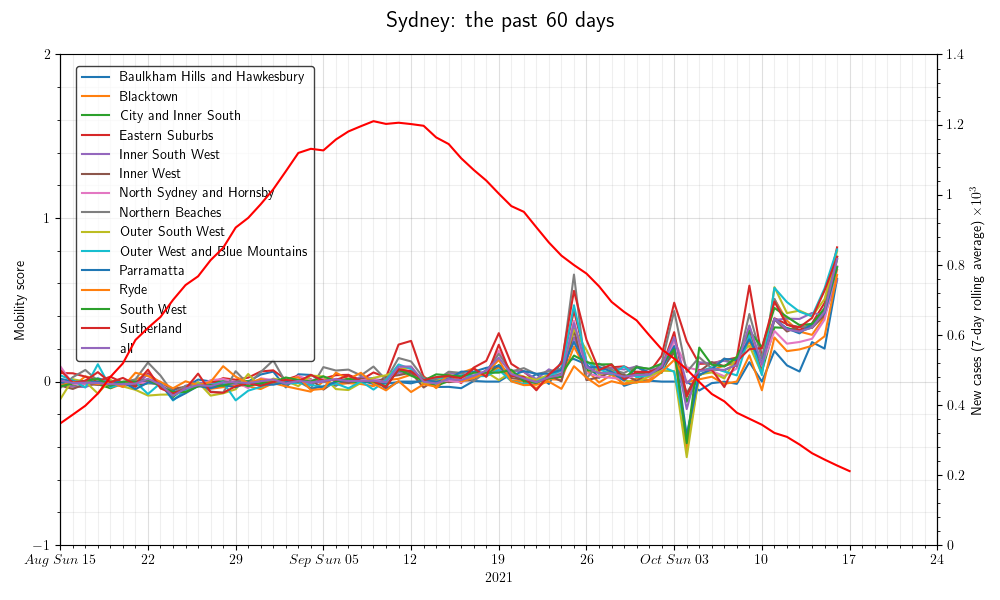 Sydney: the past 60 days
2
1
0
−1
Mobility score
Baulkham Hills and Hawkesbury
Blacktown
City and Inner South
Eastern Suburbs
Inner South West
Inner West
North Sydney and Hornsby
Northern Beaches
Outer South West
Outer West and Blue Mountains
Parramatta
Ryde
South West
Sutherland
all
1.4
1.2
1
0.8
0.6
0.4
0.2
0
New cases (7-day rolling average) ×10³
Aug Sun 15 22 29 Sep Sun 05 12 19 26 Oct Sun 03 10 17 24
2021